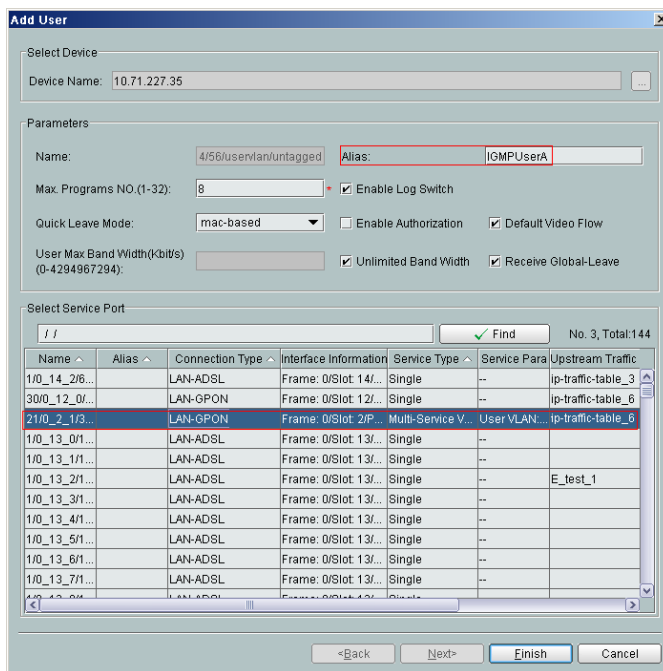 Add User
Select Device
Device Name: 10.71.227.35 ...
Parameters
Name: 4/56/uservlan/untagged Alias: IGMPUserA
Max. Programs NO.(1-32): 8 * Enable Log Switch
Quick Leave Mode: mac-based Enable Authorization Default Video Flow
User Max Band Width(Kbit/s)
(0-4294967294): Unlimited Band Width Receive Global-Leave
Select Service Port
/ / Find No. 3, Total:144
Name Alias Connection Type Interface Information Service Type Service Para Upstream Traffic
1/0_14_2/6... LAN-ADSL Frame: 0/Slot: 14/... Single -- ip-traffic-table_3
30/0_12_0/... LAN-GPON Frame: 0/Slot: 12/... Single -- ip-traffic-table_6
21/0_2_1/3... LAN-GPON Frame: 0/Slot: 2/P... Multi-Service V... User VLAN:... ip-traffic-table_6
1/0_13_0/1... LAN-ADSL Frame: 0/Slot: 13/... Single --
1/0_13_1/1... LAN-ADSL Frame: 0/Slot: 13/... Single --
1/0_13_2/1... LAN-ADSL Frame: 0/Slot: 13/... Single -- E_test_1
1/0_13_3/1... LAN-ADSL Frame: 0/Slot: 13/... Single --
1/0_13_4/1... LAN-ADSL Frame: 0/Slot: 13/... Single --
1/0_13_5/1... LAN-ADSL Frame: 0/Slot: 13/... Single --
1/0_13_6/1... LAN-ADSL Frame: 0/Slot: 13/... Single --
1/0_13_7/1... LAN-ADSL Frame: 0/Slot: 13/... Single --
<Back Next> Finish Cancel